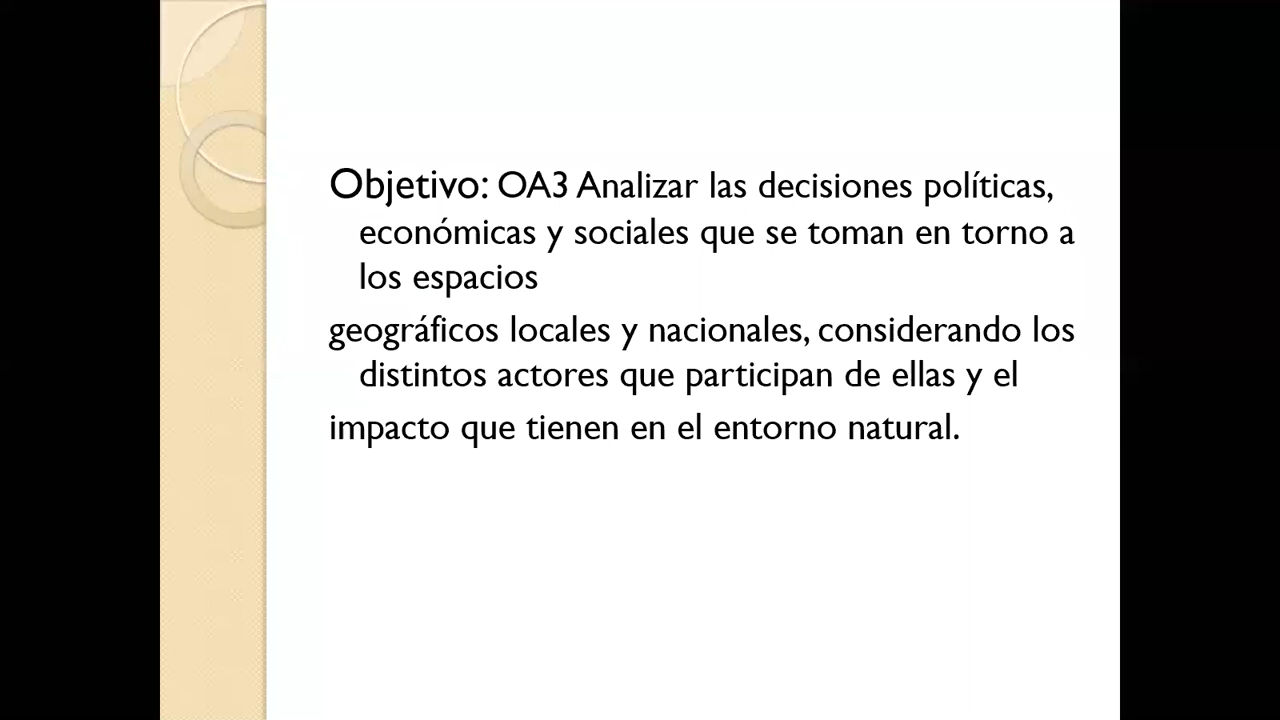 Objetivo: OA3 Analizar las decisiones políticas,
económicas y sociales que se toman en torno a
los espacios
geográficos locales y nacionales, considerando los
distintos actores que participan de ellas y el
impacto que tienen en el entorno natural.